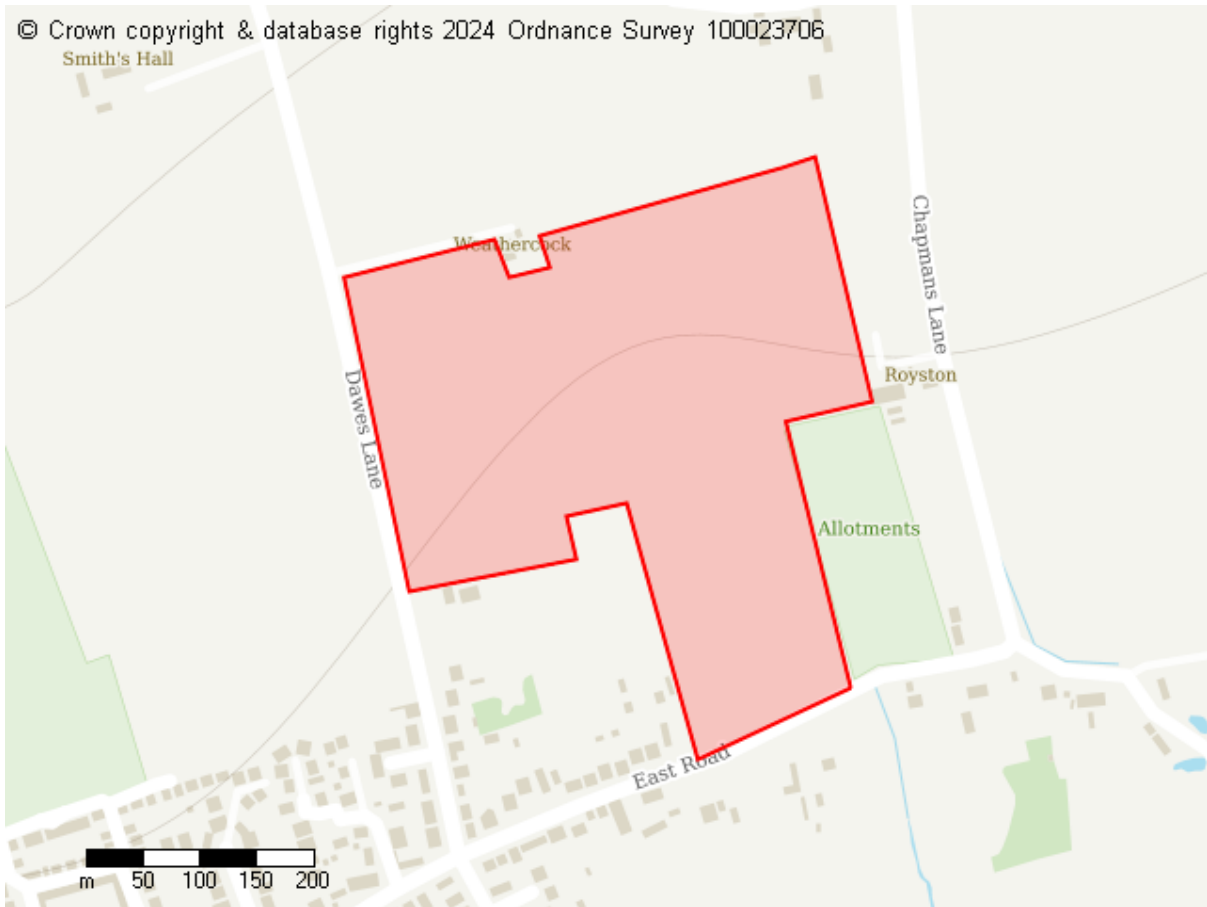 © Crown copyright & database rights 2024 Ordnance Survey 100023706
Smith's Hall
Chapmans Lane
Weathercock
Royston
Dawes Lane
Allotments
East Road
m 50 100 150 200